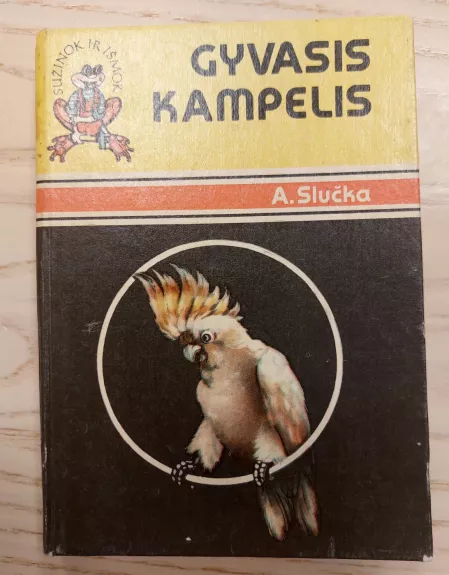 SUŽINOK IR IŠMOK
GYVASIS
KAMPELIS
A. Slučka